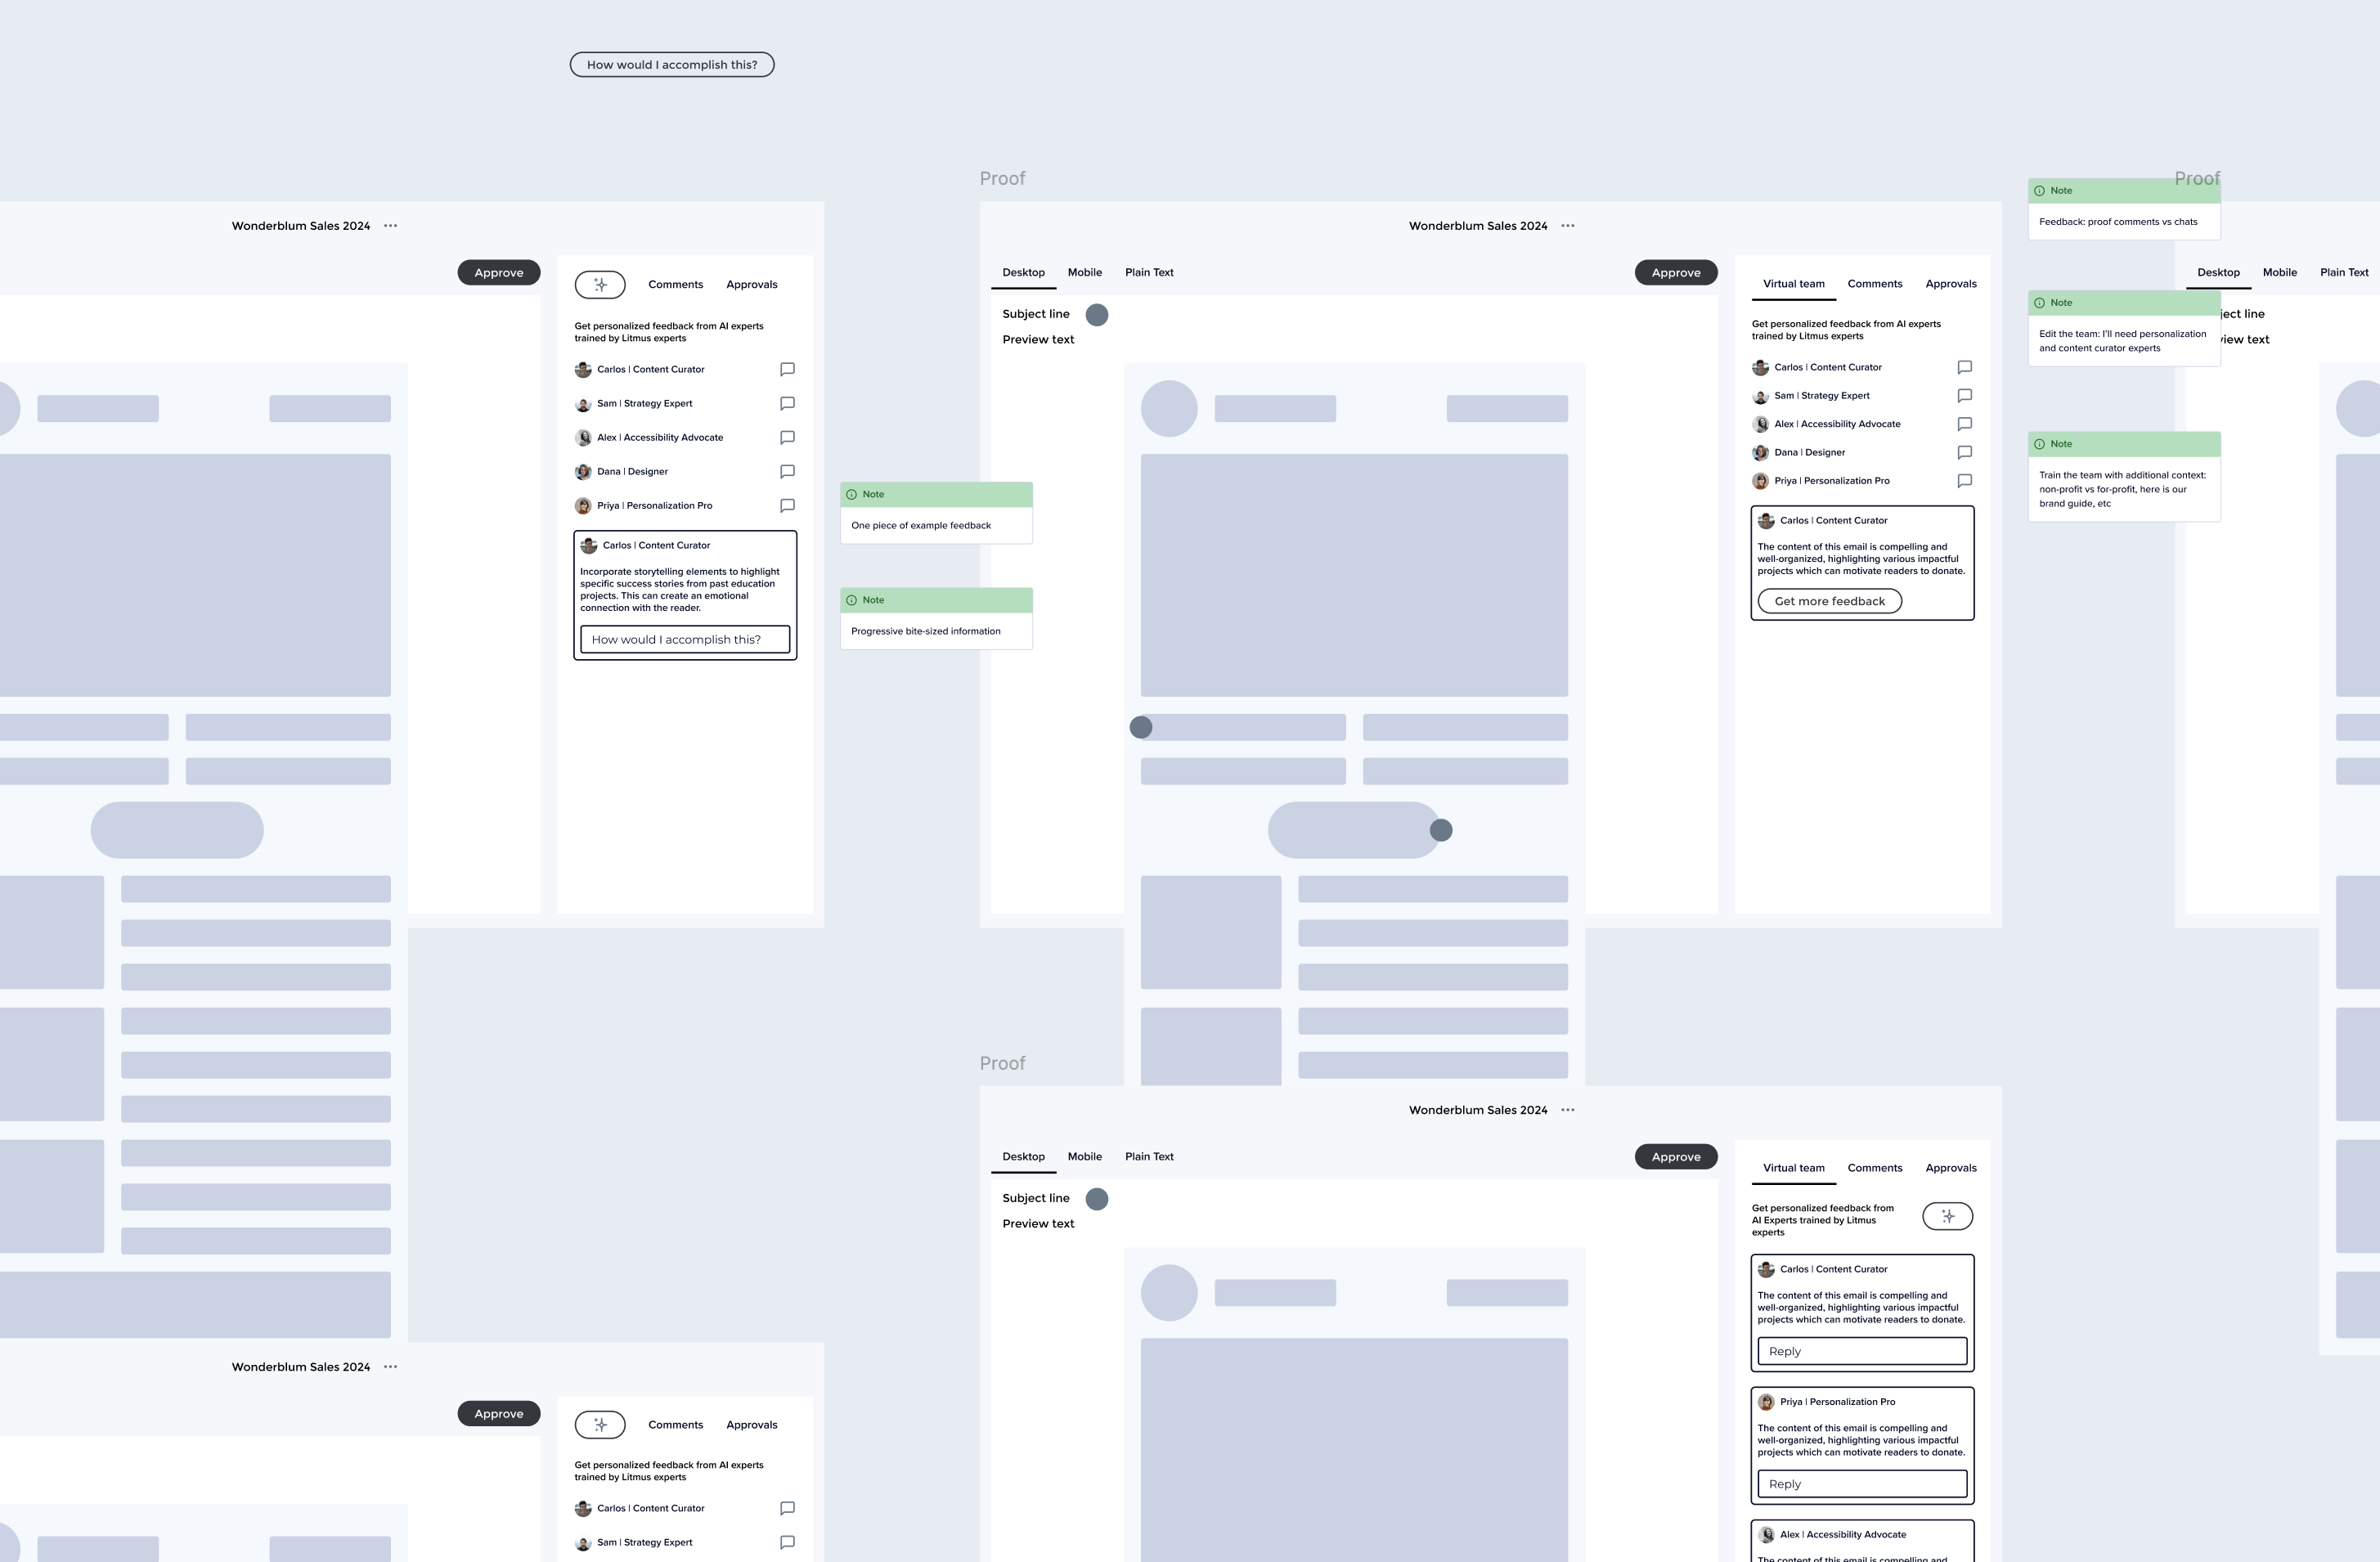 How would I accomplish this?
Proof
Proof
Wonderblum Sales 2024
Approve
Comments
Approvals
Get personalized feedback from AI experts
trained by Litmus experts
Carlos | Content Curator
Sam | Strategy Expert
Alex | Accessibility Advocate
Dana | Designer
Priya | Personalization Pro
Carlos | Content Curator
Incorporate storytelling elements to highlight
specific success stories from past education
projects. This can create an emotional
connection with the reader.
How would I accomplish this?
Note
One piece of example feedback
Note
Progressive bite-sized information
Wonderblum Sales 2024
Desktop
Mobile
Plain Text
Approve
Subject line
Preview text
Virtual team
Comments
Approvals
Get personalized feedback from AI experts
trained by Litmus experts
Carlos | Content Curator
Sam | Strategy Expert
Alex | Accessibility Advocate
Dana | Designer
Priya | Personalization Pro
Carlos | Content Curator
The content of this email is compelling and
well-organized, highlighting various impactful
projects which can motivate readers to donate.
Get more feedback
Note
Feedback: proof comments vs chats
Note
Edit the team: I'll need personalization
and content curator experts
Note
Train the team with additional context:
non-profit vs for-profit, here is our
brand guide, etc
Desktop
Mobile
Plain Text
ject line
iew text
Wonderblum Sales 2024
Approve
Comments
Approvals
Get personalized feedback from AI experts
trained by Litmus experts
Carlos | Content Curator
Sam | Strategy Expert
Proof
Wonderblum Sales 2024
Desktop
Mobile
Plain Text
Approve
Subject line
Preview text
Virtual team
Comments
Approvals
Get personalized feedback from
AI Experts trained by Litmus
experts
Carlos | Content Curator
The content of this email is compelling and
well-organized, highlighting various impactful
projects which can motivate readers to donate.
Reply
Priya | Personalization Pro
The content of this email is compelling and
well-organized, highlighting various impactful
projects which can motivate readers to donate.
Reply
Alex | Accessibility Advocate
The content of this email is compelling and